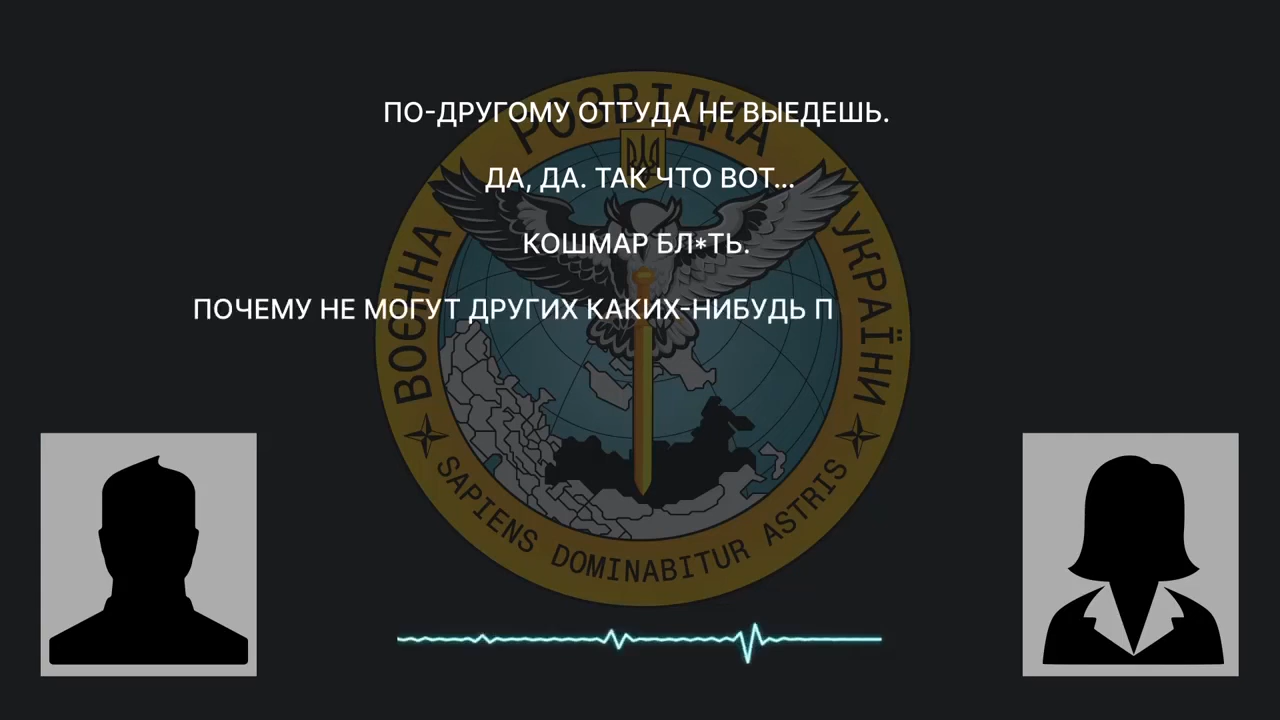 ПО-ДРУГОМУ ОТТУДА НЕ ВЫЕДЕШЬ.
ДА, ДА. ТАК ЧТО ВОТ...
КОШМАР БЛ*ТЬ.
ПОЧЕМУ НЕ МОГУТ ДРУГИХ КАКИХ-НИБУДЬ П
ВОЄННА РОЗВІДКА УКРАЇНИ
SAPIENS DOMINABITUR ASTRIS